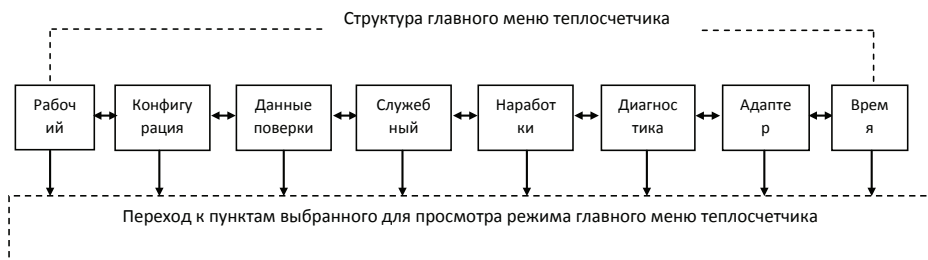 Структура главного меню теплосчетчика
Рабоч
ий
Конфигу
рация
Данные
поверки
Служеб
ный
Наработ
ки
Диагнос
тика
Адапте
р
Врем
я
Переход к пунктам выбранного для просмотра режима главного меню теплосчетчика